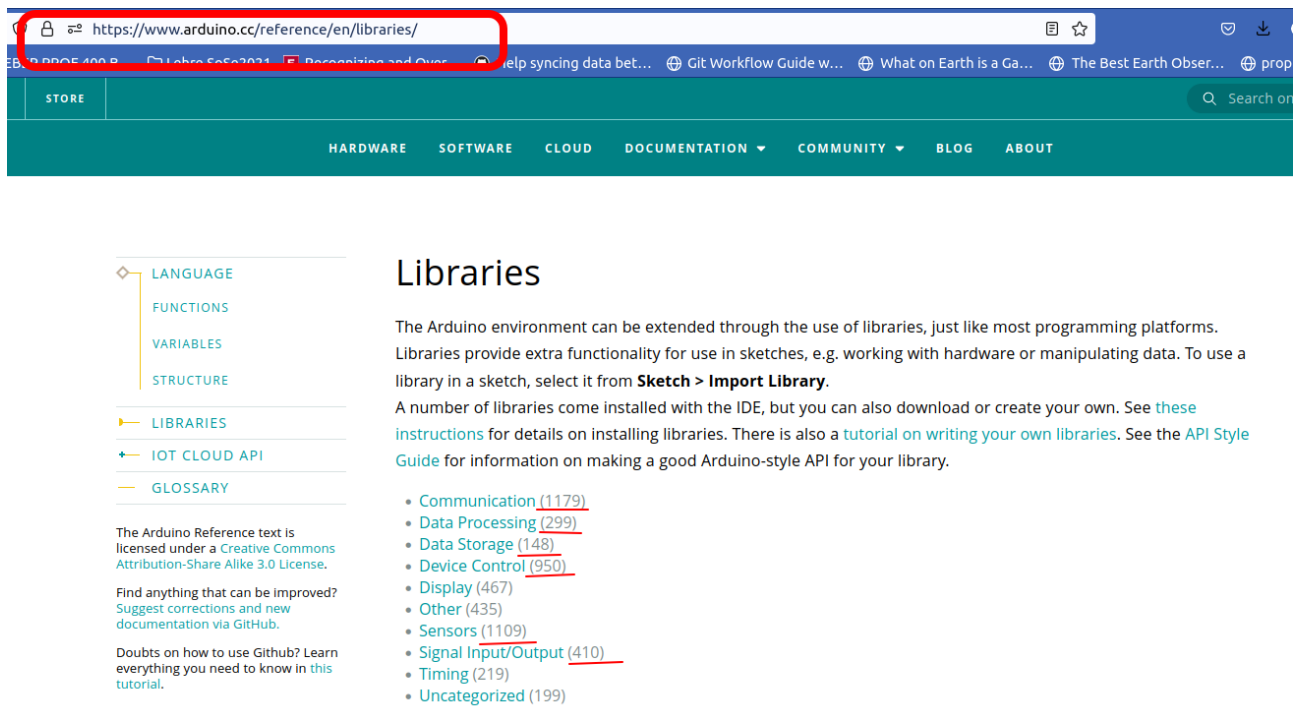 https://www.arduino.cc/reference/en/libraries/
help syncing data bet... Git Workflow Guide w... What on Earth is a Ga... The Best Earth Obser... prop
STORE
Search on
HARDWARE SOFTWARE CLOUD DOCUMENTATION COMMUNITY BLOG ABOUT
LANGUAGE
FUNCTIONS
VARIABLES
STRUCTURE
LIBRARIES
IOT CLOUD API
GLOSSARY
The Arduino Reference text is
licensed under a Creative Commons
Attribution-Share Alike 3.0 License.
Find anything that can be improved?
Suggest corrections and new
documentation via GitHub.
Doubts on how to use Github? Learn
everything you need to know in this
tutorial.
Libraries
The Arduino environment can be extended through the use of libraries, just like most programming platforms.
Libraries provide extra functionality for use in sketches, e.g. working with hardware or manipulating data. To use a
library in a sketch, select it from Sketch > Import Library.
A number of libraries come installed with the IDE, but you can also download or create your own. See these
instructions for details on installing libraries. There is also a tutorial on writing your own libraries. See the API Style
Guide for information on making a good Arduino-style API for your library.
Communication (1179)
Data Processing (299)
Data Storage (148)
Device Control (950)
Display (467)
Other (435)
Sensors (1109)
Signal Input/Output (410)
Timing (219)
Uncategorized (199)